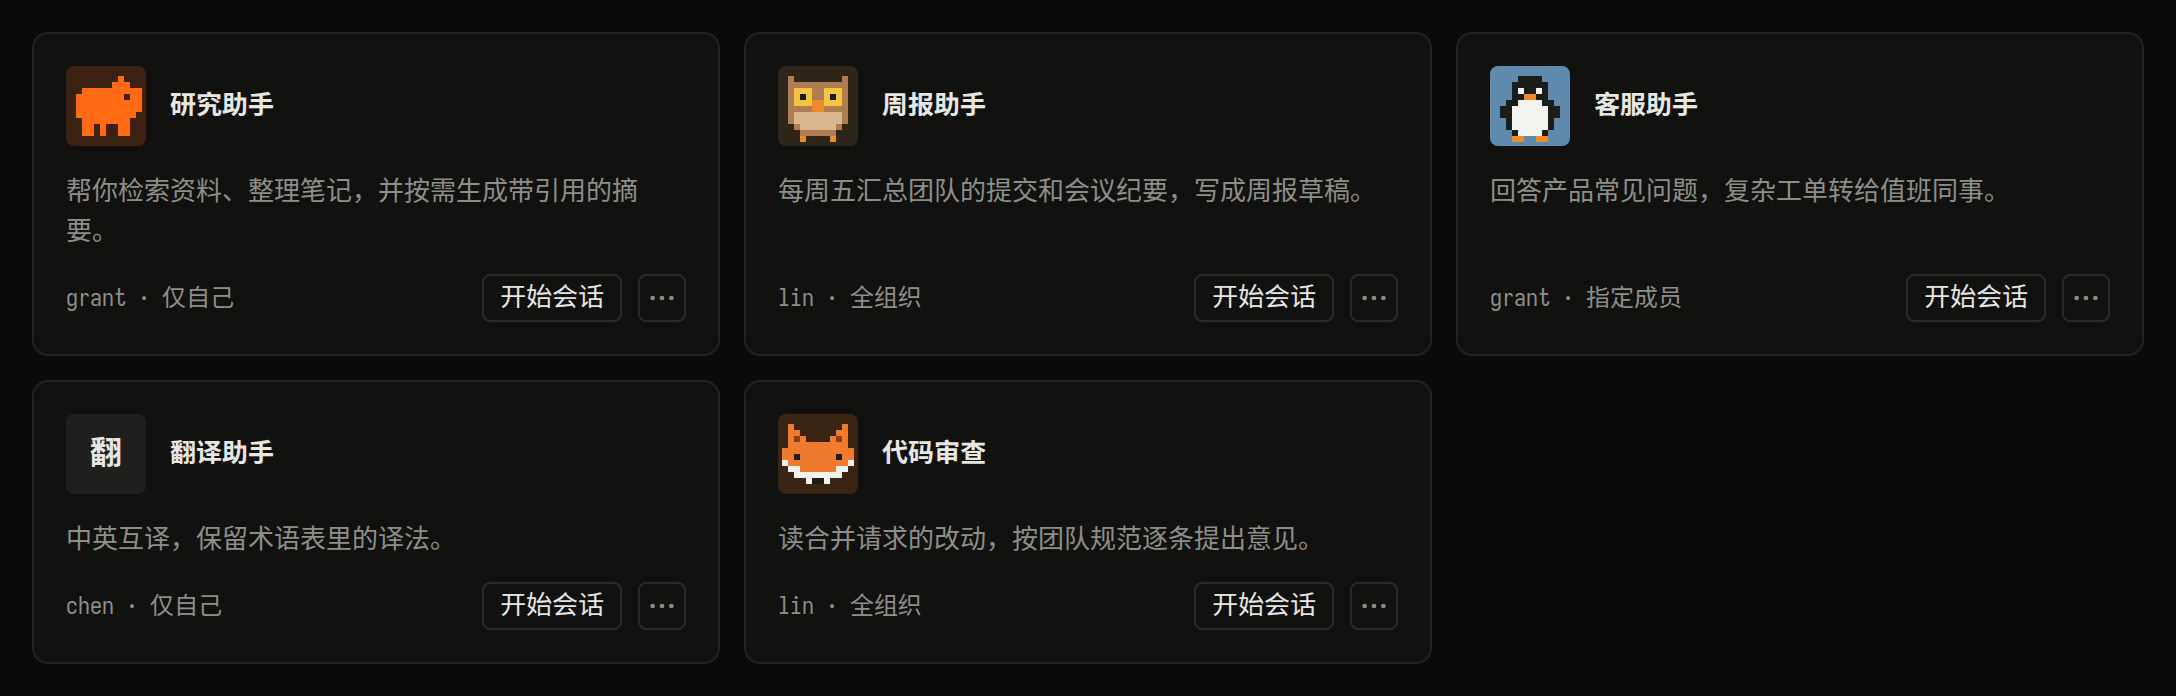 研究助手
帮你检索资料、整理笔记，并按需生成带引用的摘
要。
grant · 仅自己
开始会话
周报助手
每周五汇总团队的提交和会议纪要，写成周报草稿。
lin · 全组织
开始会话
客服助手
回答产品常见问题，复杂工单转给值班同事。
grant · 指定成员
开始会话
翻
翻译助手
中英互译，保留术语表里的译法。
chen · 仅自己
开始会话
代码审查
读合并请求的改动，按团队规范逐条提出意见。
lin · 全组织
开始会话